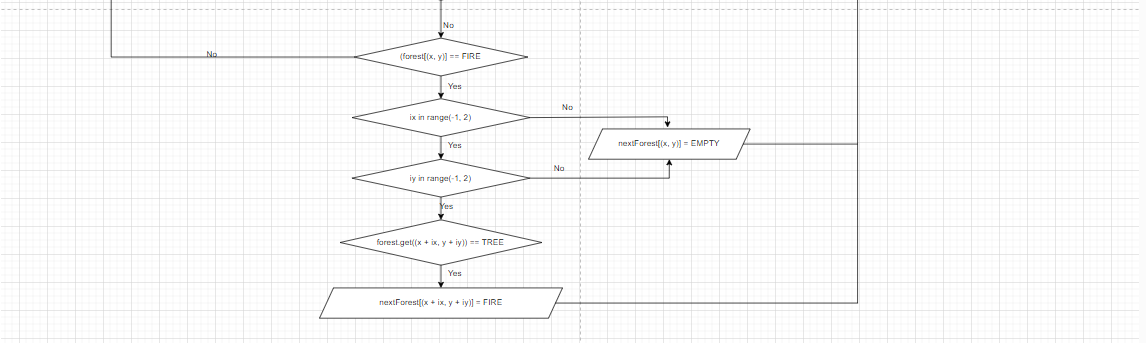 No
No
(forest[(x, y)] == FIRE
Yes
ix in range(-1, 2)
No
nextForest[(x, y)] = EMPTY
Yes
iy in range(-1, 2)
No
Yes
forest.get((x + ix, y + iy)) == TREE
Yes
nextForest[(x + ix, y + iy)] = FIRE